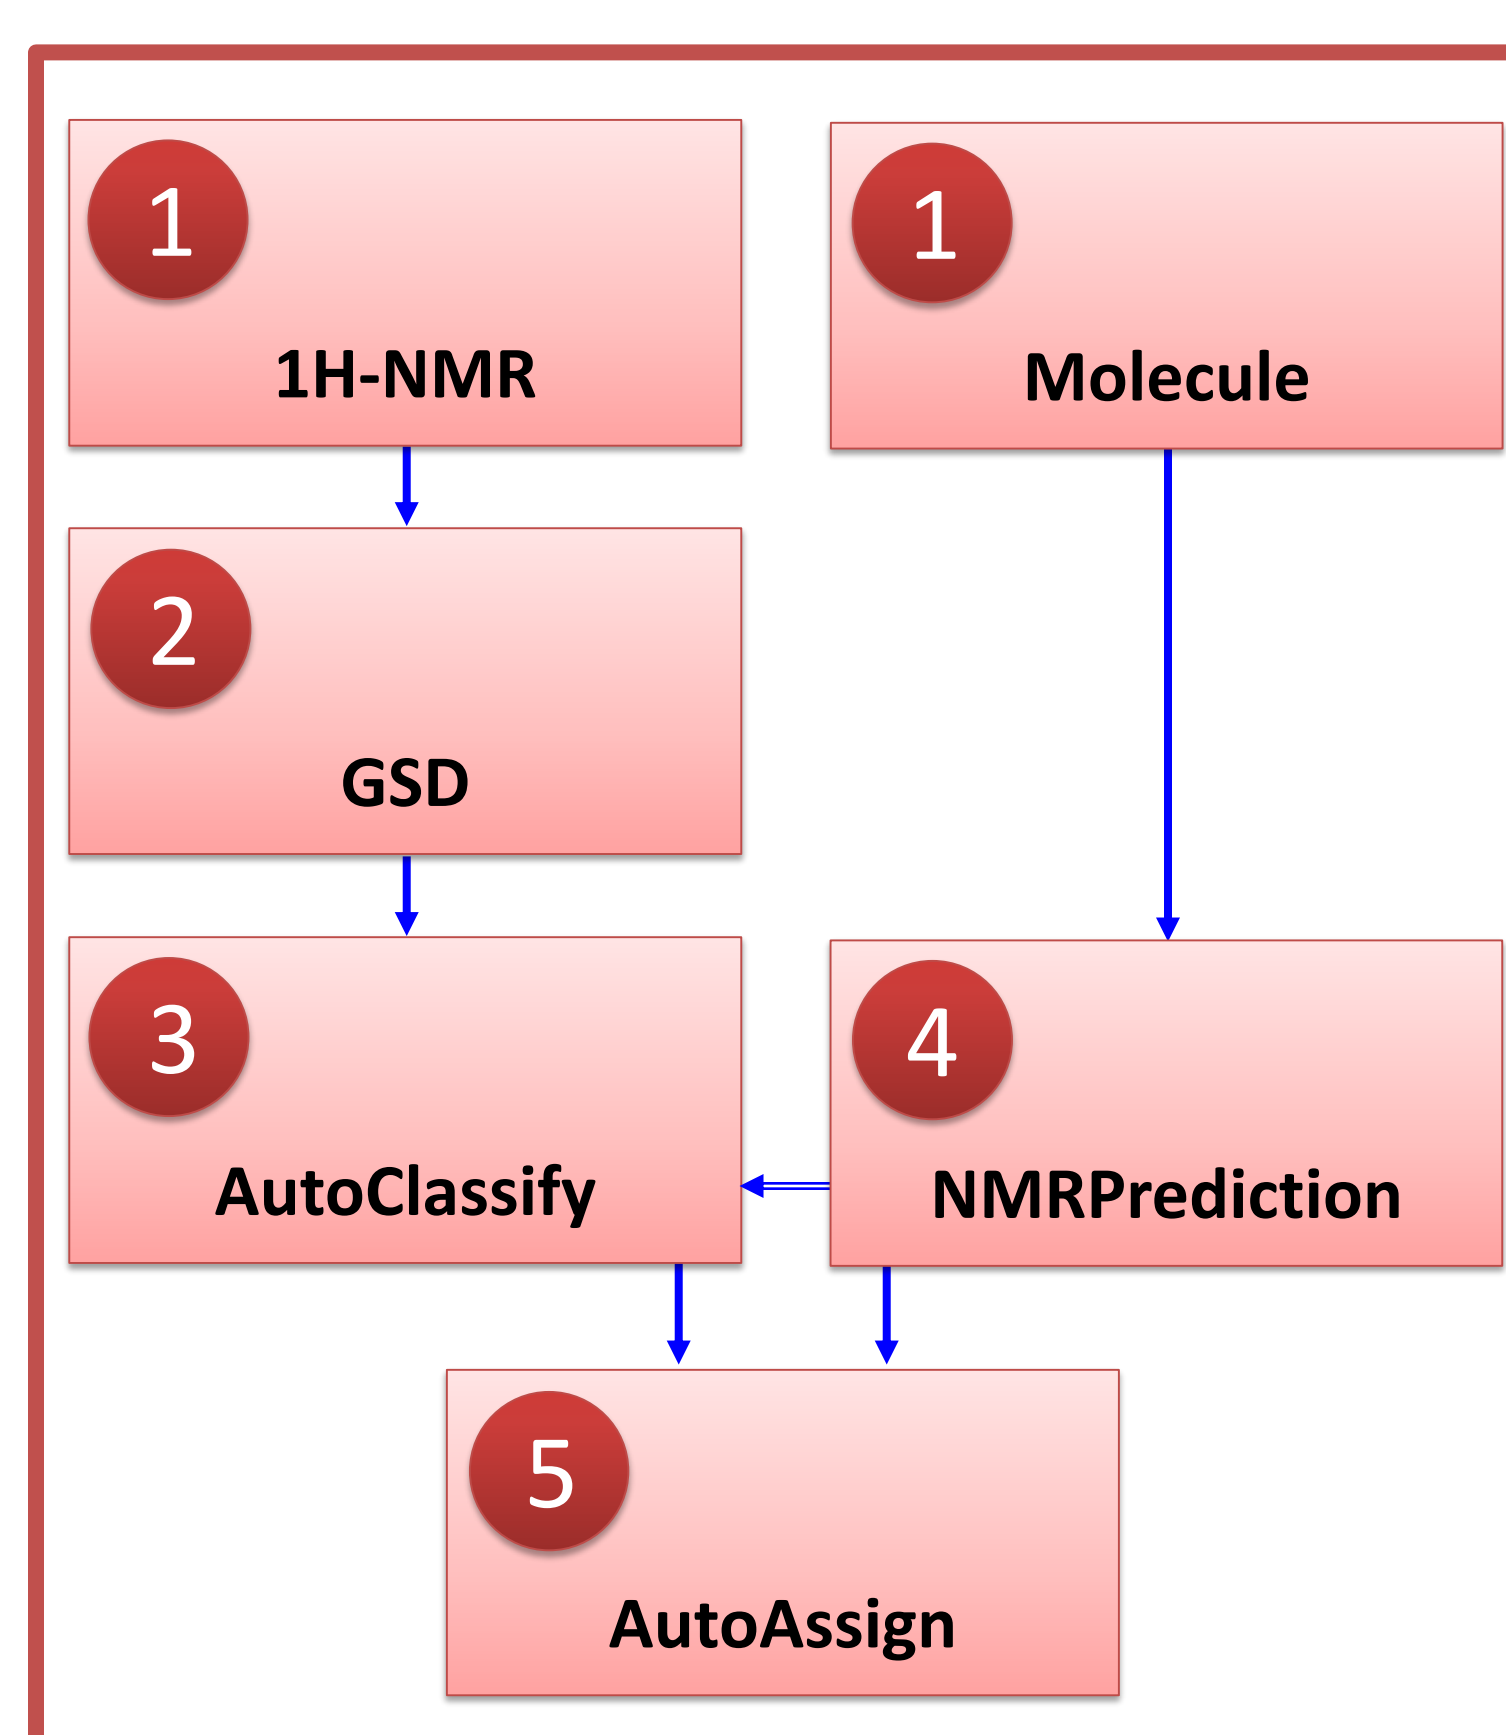 1
1H-NMR
1
Molecule
2
GSD
3
AutoClassify
4
NMRPrediction
5
AutoAssign